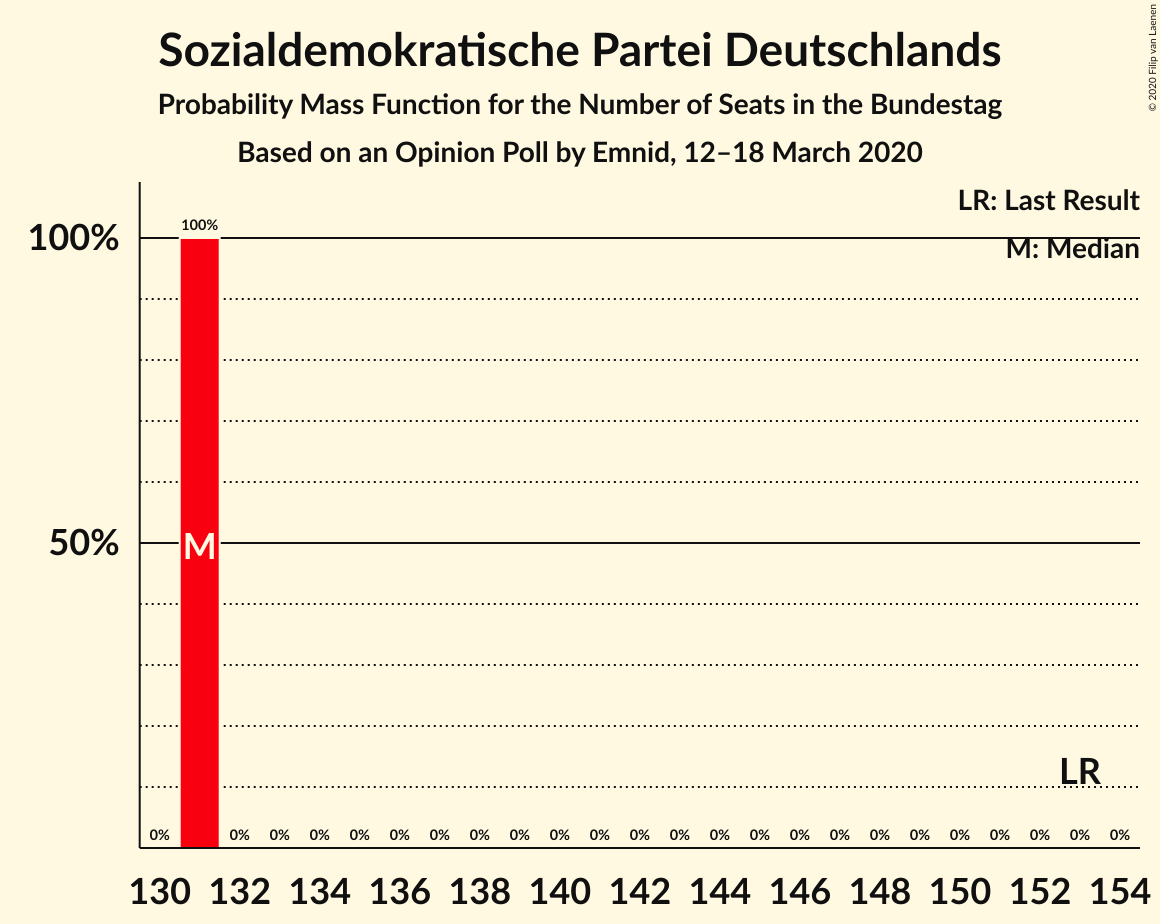 Sozialdemokratische Partei Deutschlands
Probability Mass Function for the Number of Seats in the Bundestag
Based on an Opinion Poll by Emnid, 12–18 March 2020
© 2020 Filip van Laenen
LR: Last Result
M: Median
100%
50%
100%
M
LR
0% 0% 0% 0% 0% 0% 0% 0% 0% 0% 0% 0% 0% 0% 0% 0% 0% 0% 0% 0% 0% 0% 0% 0%
130 132 134 136 138 140 142 144 146 148 150 152 154